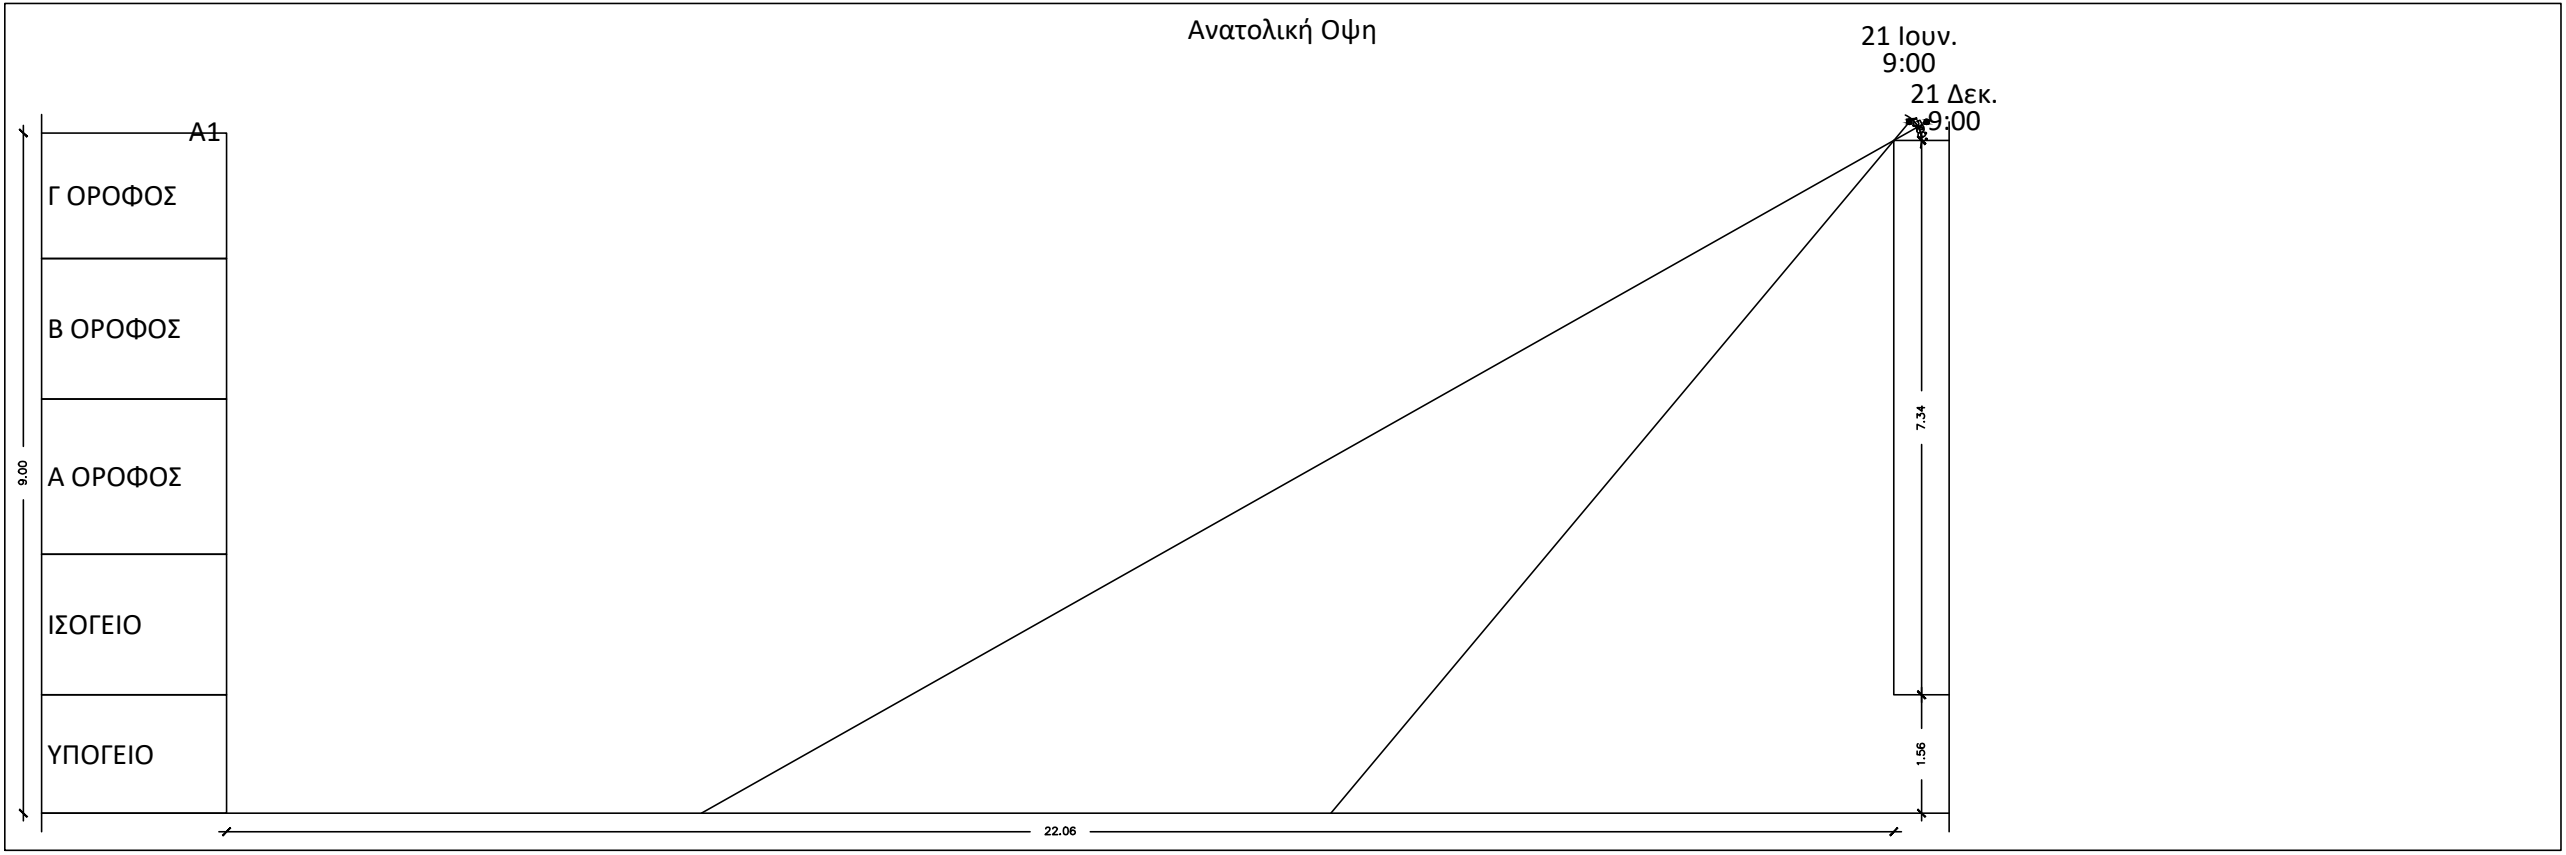 Ανατολική Οψη
21 Ιουν.
9:00
21 Δεκ.
9:00
A1
Γ ΟΡΟΦΟΣ
Β ΟΡΟΦΟΣ
Α ΟΡΟΦΟΣ
ΙΣΟΓΕΙΟ
ΥΠΟΓΕΙΟ
9.00
7.34
1.56
22.06